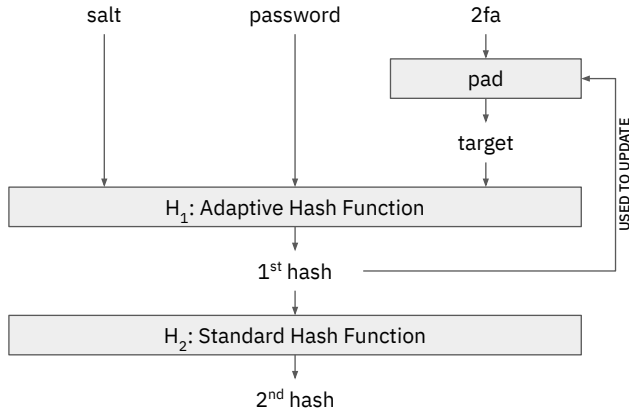 salt password 2fa
pad
target
H₁: Adaptive Hash Function
USED TO UPDATE
1ˢᵗ hash
H₂: Standard Hash Function
2ⁿᵈ hash